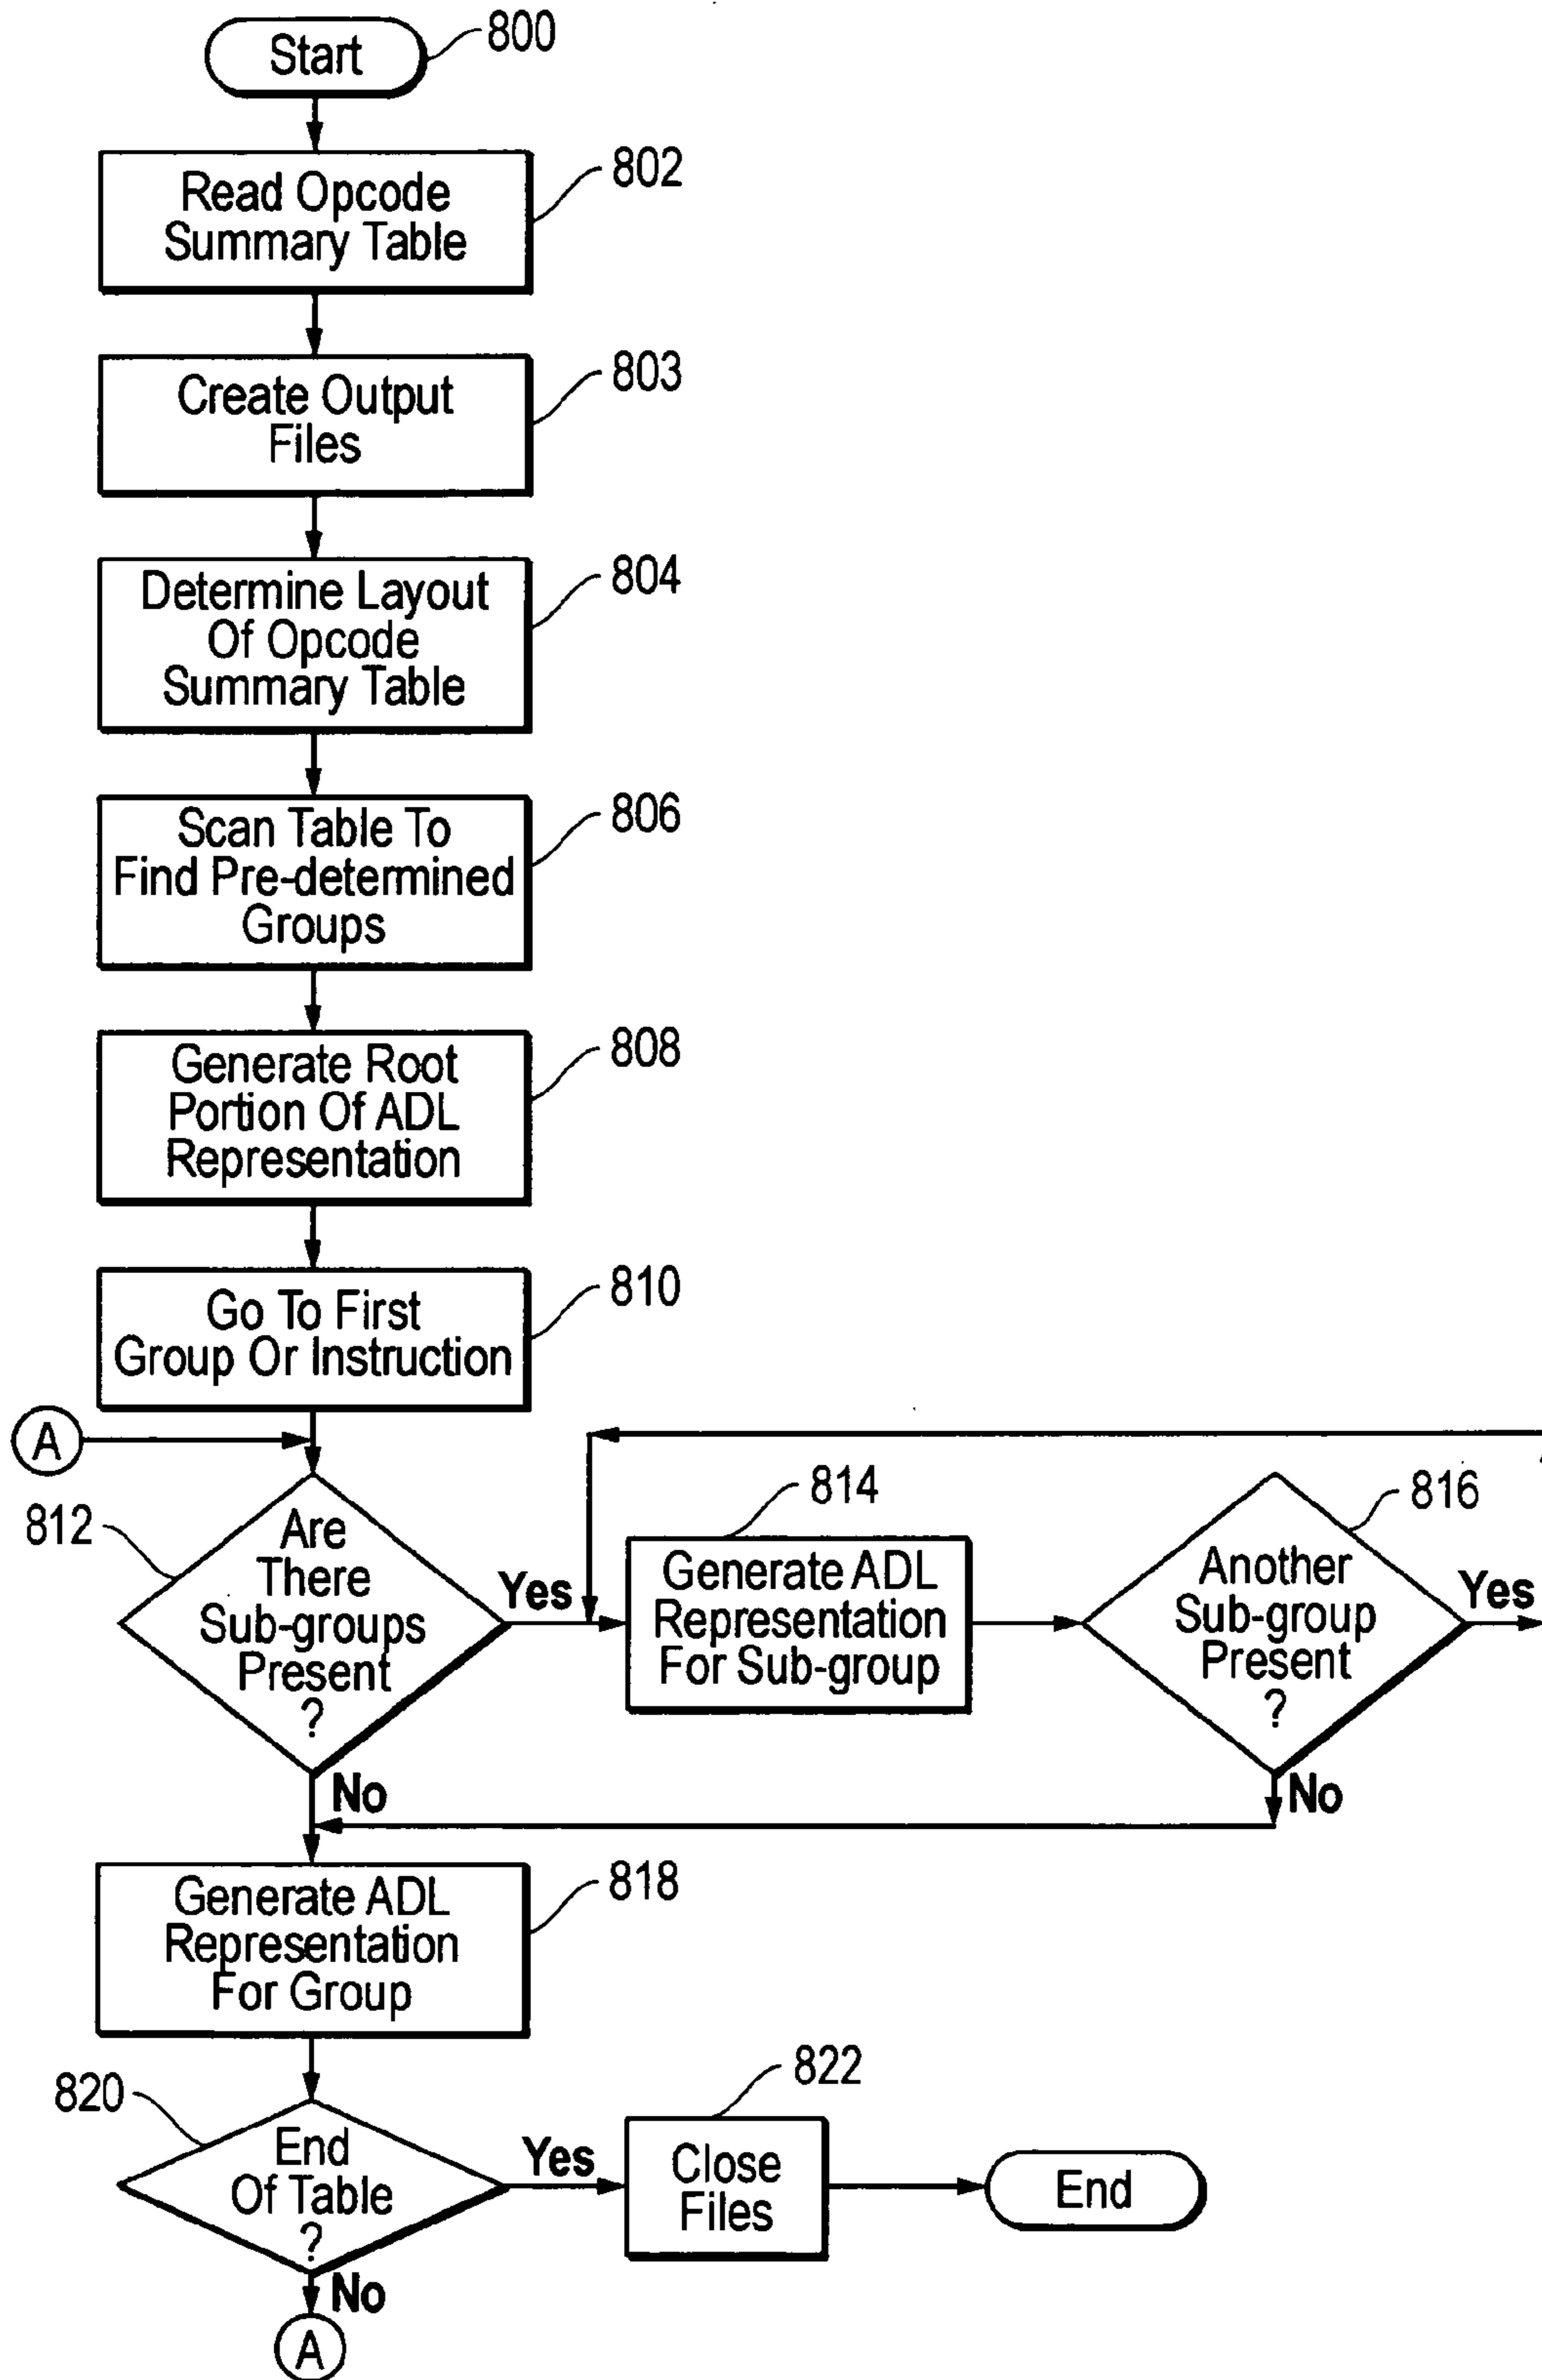 Start
800
Read Opcode
Summary Table
802
Create Output
Files
803
Determine Layout
Of Opcode
Summary Table
804
Scan Table To
Find Pre-determined
Groups
806
Generate Root
Portion Of ADL
Representation
808
Go To First
Group Or Instruction
810
A
812
Are
There
Sub-groups
Present
?
Yes
No
814
Generate ADL
Representation
For Sub-group
816
Another
Sub-group
Present
?
Yes
No
Generate ADL
Representation
For Group
818
820
End
Of Table
?
Yes
No
822
Close
Files
End
A